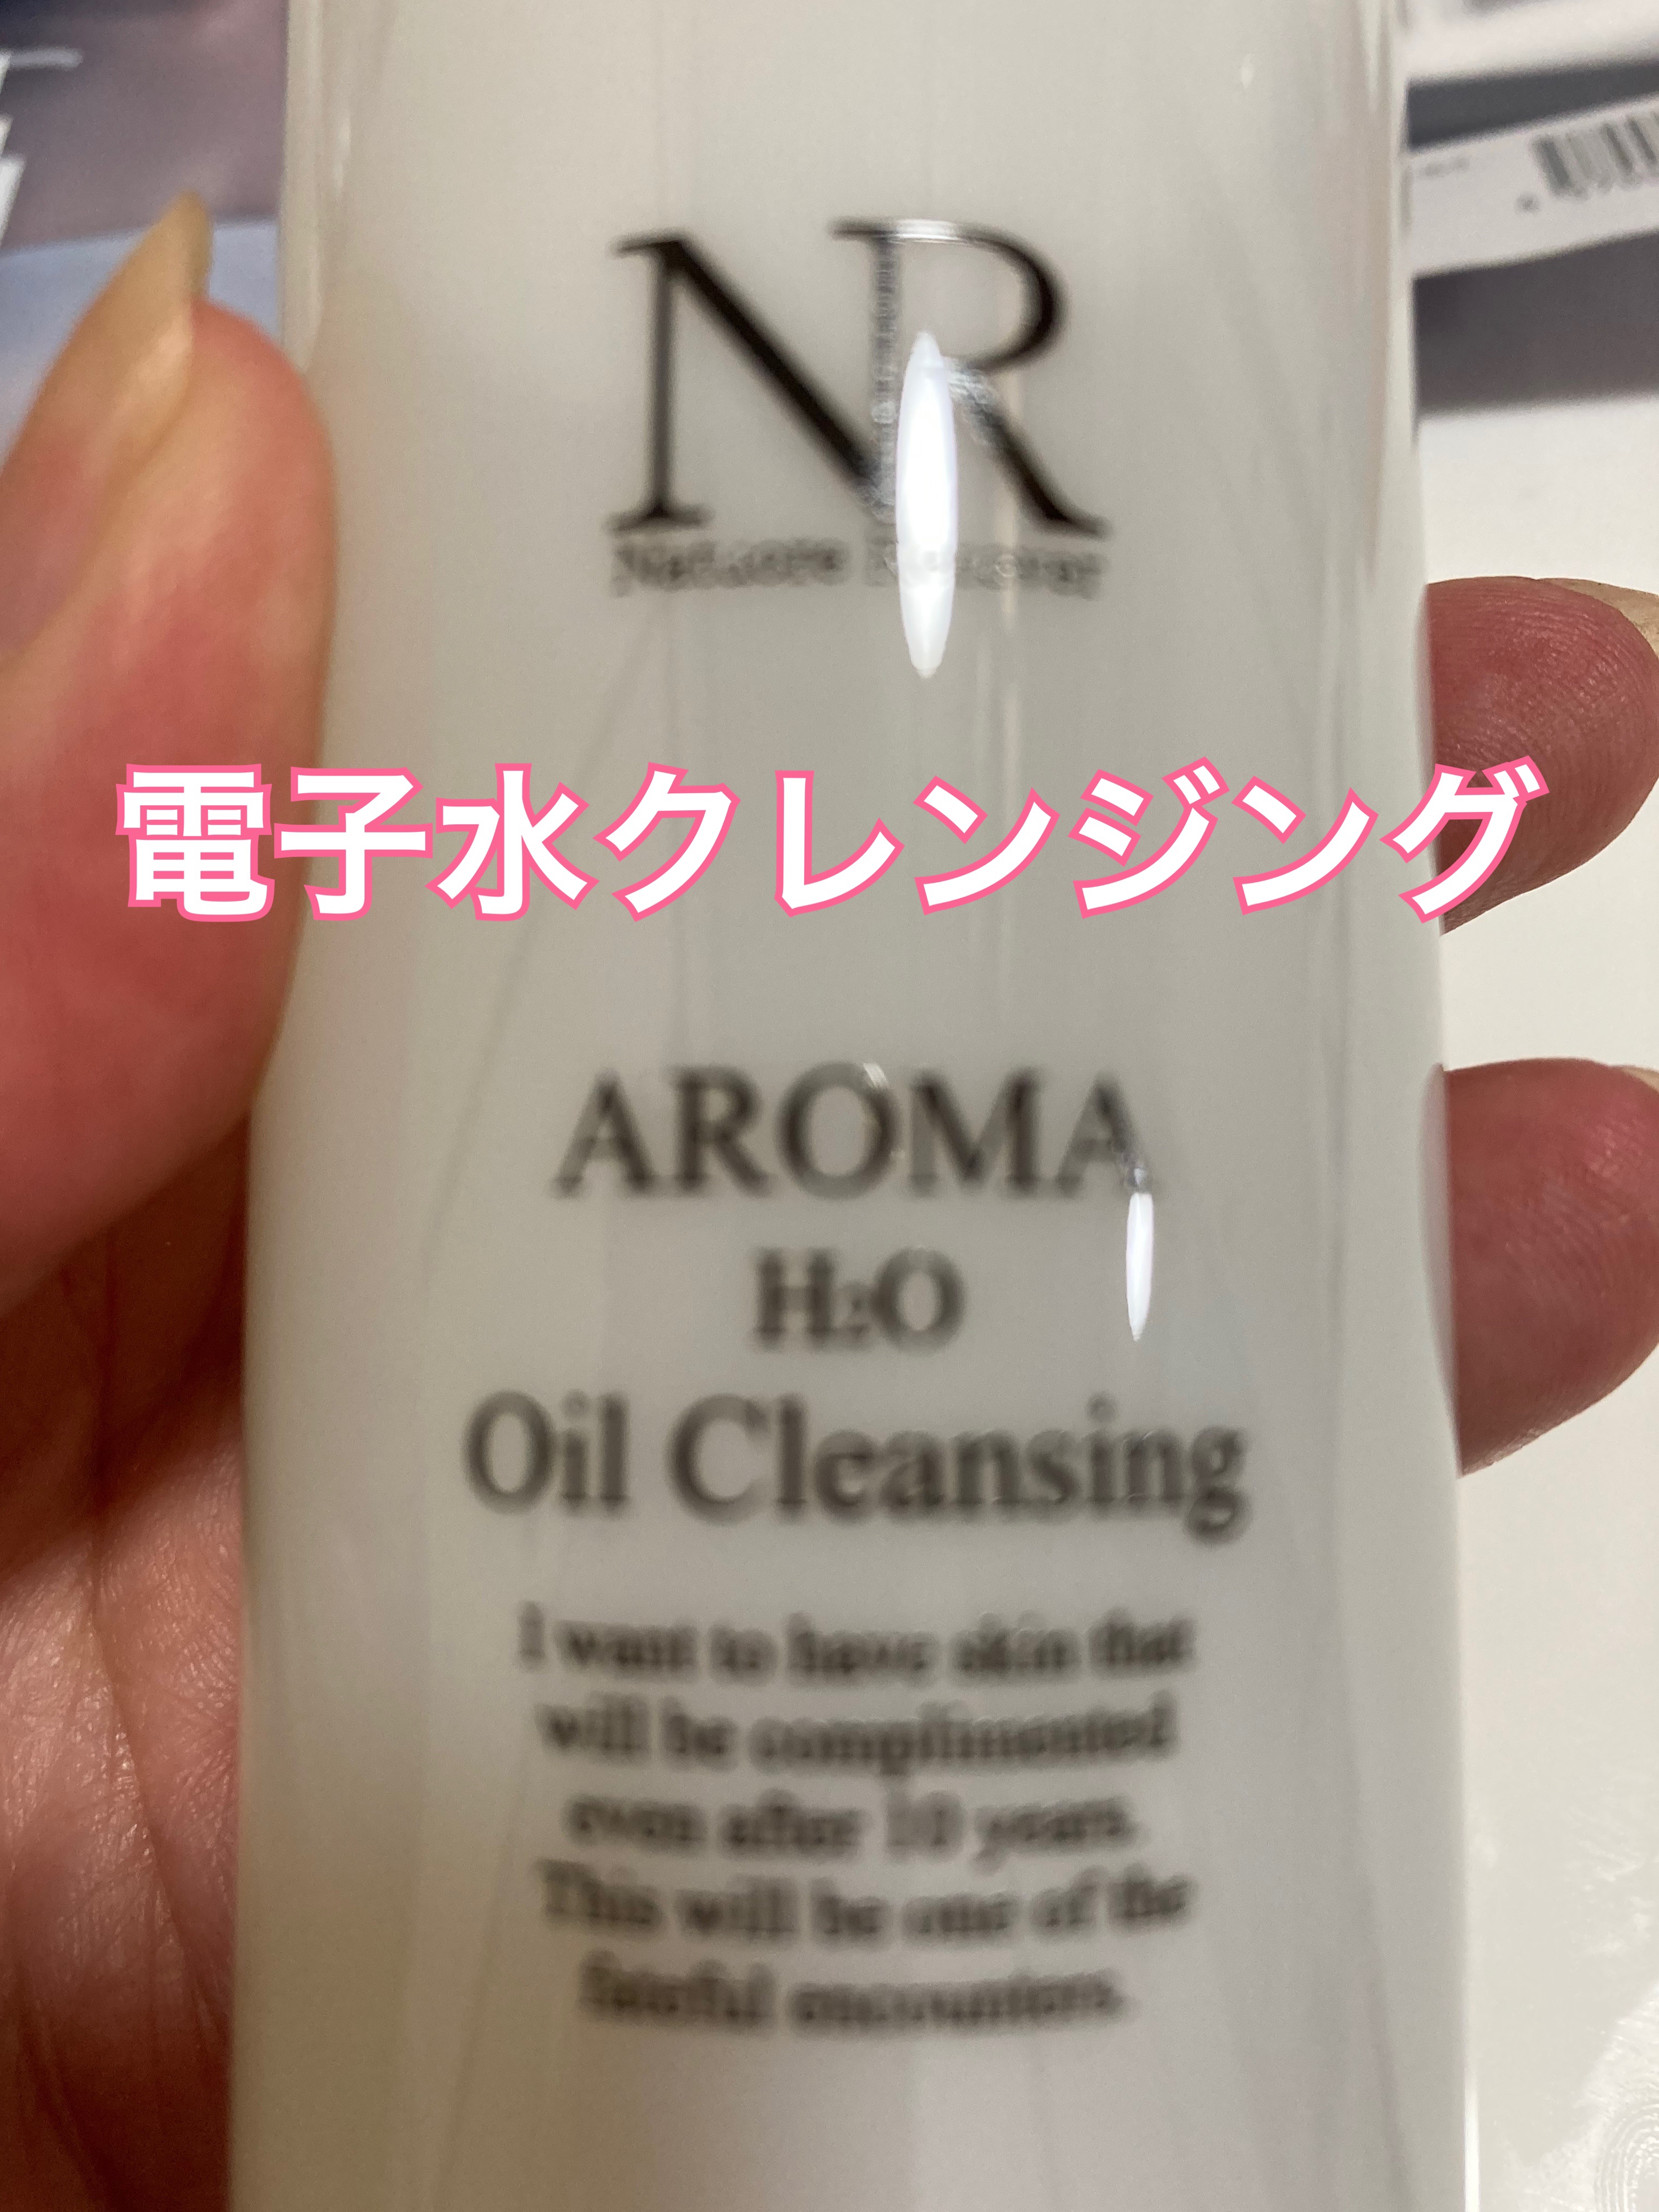 NR
電子水クレンジング
AROMA
H₂O
Oil Cleansing
I want to have skin that
will be complimented
even after 10 years.
This will be one of the
fateful encounters.